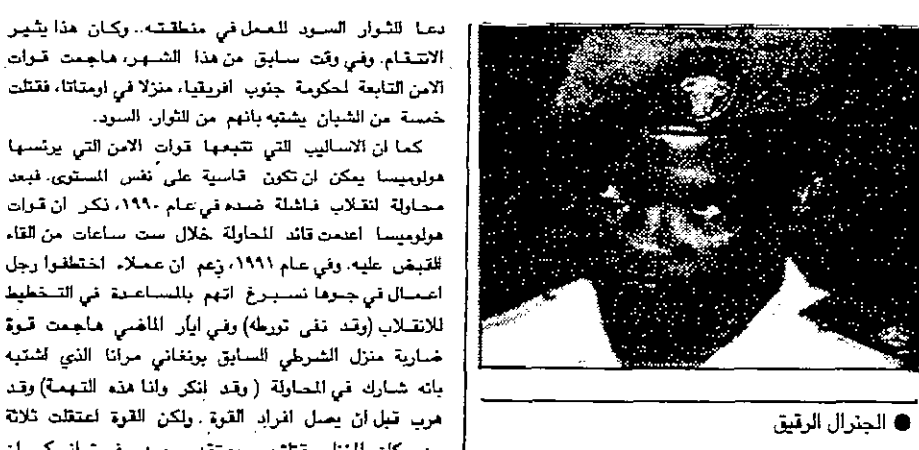 دعا للثوار السود للعمل في منطقته.. وكان هذا يثير
الانتقام. وفي وقت سابق من هذا الشهر، هاجمت قوات
الامن التابعة لحكومة جنوب افريقيا، منزلا في اومتاتا، فقتلت
خمسة من الشبان يشتبه بانهم من الثوار السود.
كما ان الاساليب التي تتبعها قوات الامن التي يرئسها
هولوميسا يمكن ان تكون قاسية على نفس المستوى. فبعد
محاولة انقلاب فاشلة ضده في عام ١٩٩٠، ذكر ان قوات
هولوميسا اعدمت قائد المحاولة خلال ست ساعات من القاء
القبض عليه. وفي عام ١٩٩١، زعم ان عملاء اختطفوا رجل
اعمال في جوهانسبرغ اتهم بالمساعدة في التخطيط
للانقلاب (وقد نفى تورطه) وفي ايار الماضي هاجمت قوة
ضاربة منزل الشرطي السابق بونغاني مرانا الذي اشتبه
بانه شارك في المحاولة ( وقد انكر وانا هذه التهمة) وقد
هرب قبل ان يصل افراد القوة. ولكن القوة اعتقلت ثلاثة
● الجنرال الرقيق